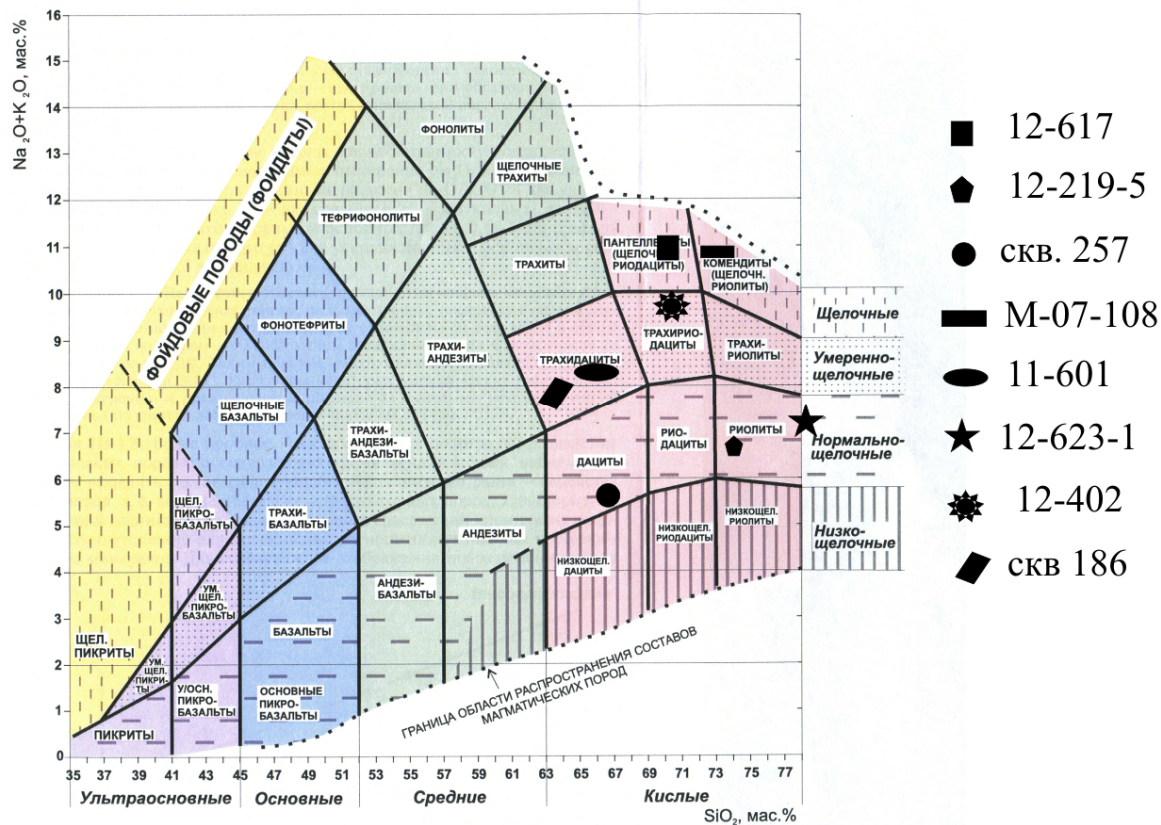 Na2O+K2O, мас.%
16
15
14
13
12
11
10
9
8
7
6
5
4
3
2
1
0
ФОЙДОВЫЕ ПОРОДЫ (ФОИДИТЫ)
ФОНОЛИТЫ
ЩЕЛОЧНЫЕ
ТРАХИТЫ
ТЕФРИФОНОЛИТЫ
ТРАХИТЫ
(ЩЕЛОЧН.
РИОДАЦИТЫ)
КОМЕНДИТЫ
(ЩЕЛОЧН.
РИОЛИТЫ)
ФОНОТЕФРИТЫ
ТРАХИ-
АНДЕЗИТЫ
ТРАХИДАЦИТЫ
ТРАХИРИО-
ДАЦИТЫ
ТРАХИ-
РИОЛИТЫ
ЩЕЛОЧНЫЕ
БАЗАЛЬТЫ
ТРАХИ-
АНДЕЗИ-
БАЗАЛЬТЫ
ДАЦИТЫ
РИО-
ДАЦИТЫ
РИОЛИТЫ
ЩЕЛ.
ПИКРО-
БАЗАЛЬТЫ
ТРАХИ-
БАЗАЛЬТЫ
АНДЕЗИТЫ
НИЗКОЩЕЛ.
ДАЦИТЫ
НИЗКОЩЕЛ.
РИОДАЦИТЫ
НИЗКОЩЕЛ.
РИОЛИТЫ
УМ.
ЩЕЛ.
ПИКРО-
БАЗАЛЬТЫ
АНДЕЗИ-
БАЗАЛЬТЫ
БАЗАЛЬТЫ
ЩЕЛ.
ПИКРИТЫ
УМ.
ЩЕЛ.
ПИКРИ-
ТЫ
У/ОСН.
ПИКРО-
БАЗАЛЬТЫ
ОСНОВНЫЕ
ПИКРО-
БАЗАЛЬТЫ
ПИКРИТЫ
ГРАНИЦА ОБЛАСТИ РАСПРОСТРАНЕНИЯ СОСТАВОВ
МАГМАТИЧЕСКИХ ПОРОД
Щелочные
Умеренно-
щелочные
Нормально-
щелочные
Низко-
щелочные
35 37 39 41 43 45 47 49 51 53 55 57 59 61 63 65 67 69 71 73 75 77
Ультраосновные Основные Средние Кислые
SiO2, мас.%
12-617
12-219-5
скв. 257
М-07-108
11-601
12-623-1
12-402
скв 186